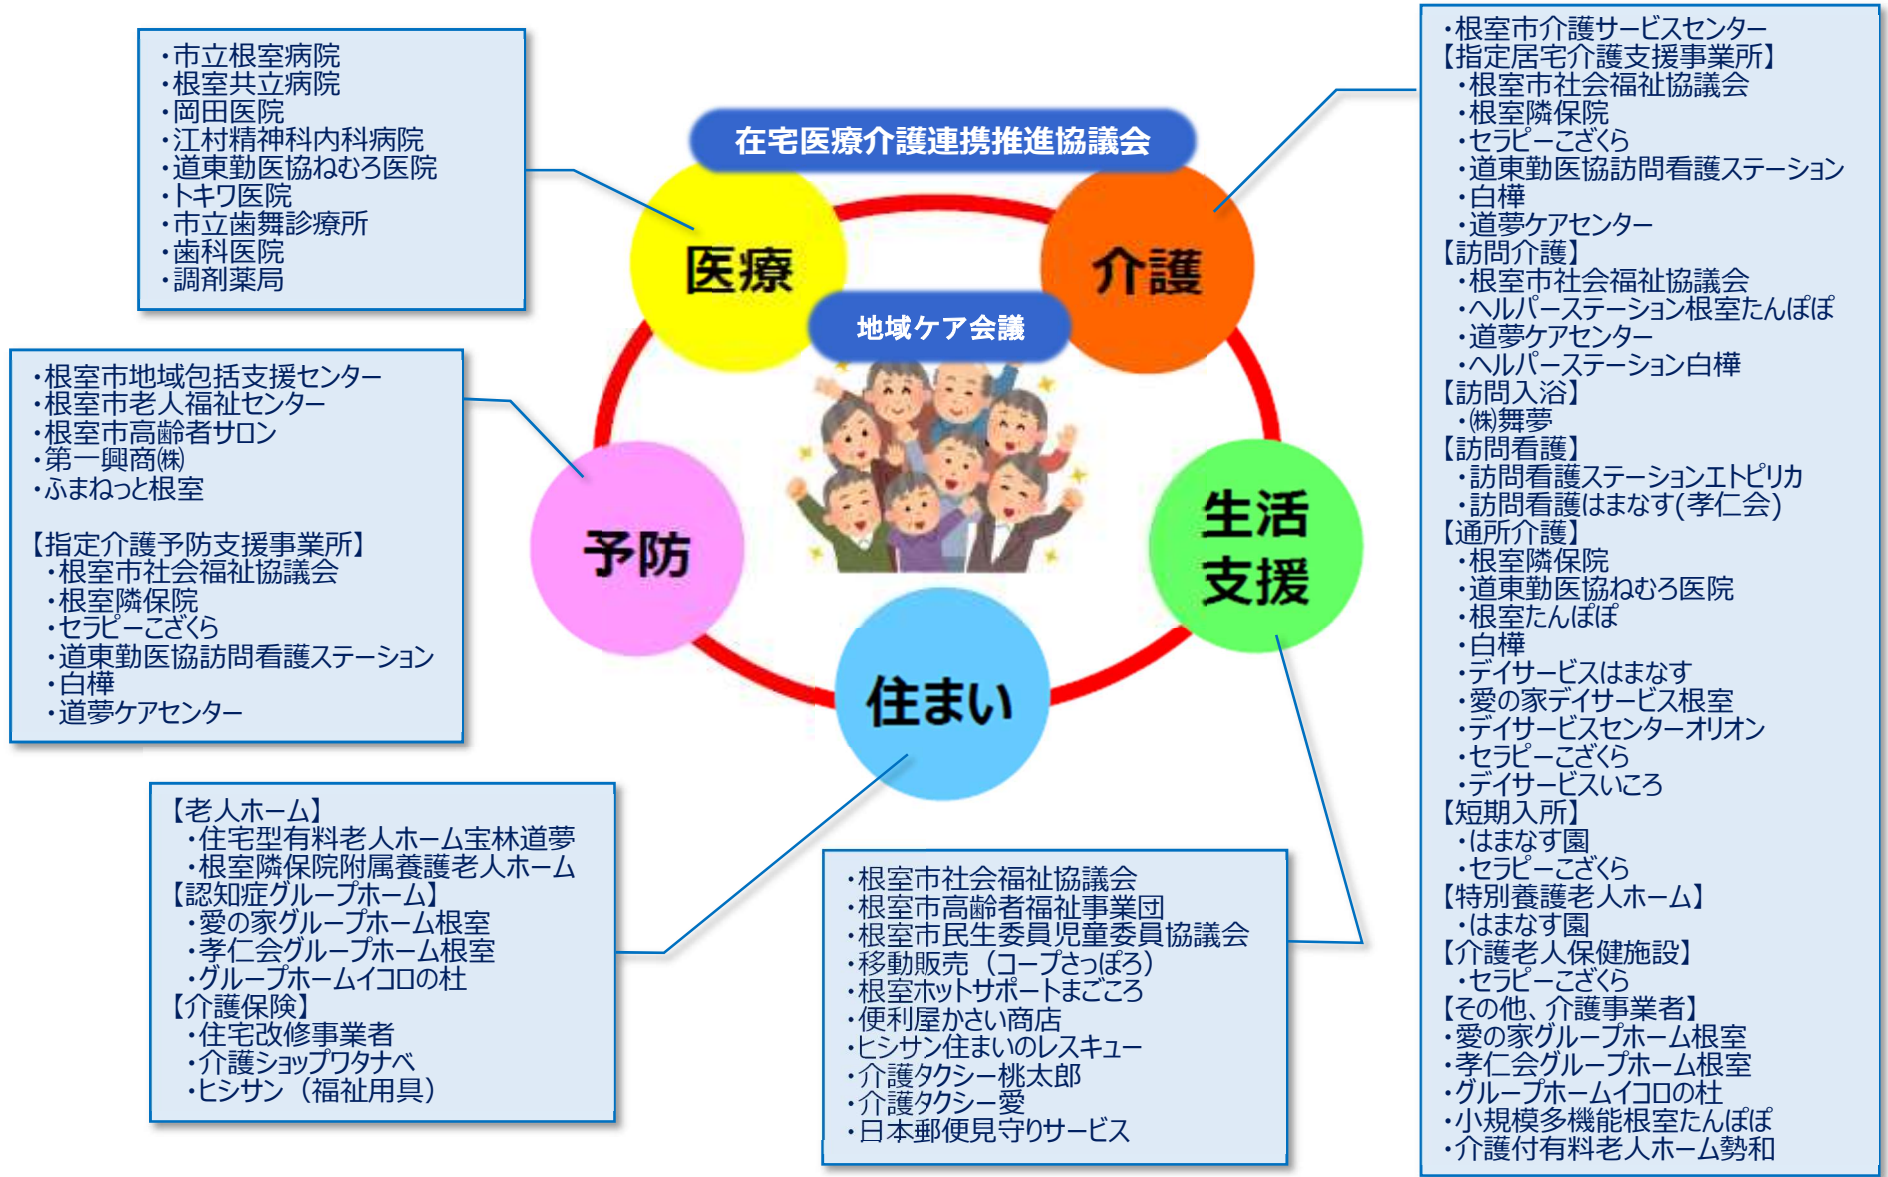 在宅医療介護連携推進協議会
地域ケア会議
医療
介護
予防
生活
支援
住まい
・市立根室病院
・根室共立病院
・岡田医院
・江村精神科内科病院
・道東勤医協ねむろ医院
・トキワ医院
・市立歯舞診療所
・歯科医院
・調剤薬局
・根室市地域包括支援センター
・根室市老人福祉センター
・根室市高齢者サロン
・第一興商㈱
・ふまねっと根室
【指定介護予防支援事業所】
・根室市社会福祉協議会
・根室隣保院
・セラピーこざくら
・道東勤医協訪問看護ステーション
・白樺
・道夢ケアセンター
【老人ホーム】
・住宅型有料老人ホーム宝林道夢
・根室隣保院附属養護老人ホーム
【認知症グループホーム】
・愛の家グループホーム根室
・孝仁会グループホーム根室
・グループホームイコロの杜
【介護保険】
・住宅改修事業者
・介護ショップワタナベ
・ヒシサン（福祉用具）
・根室市社会福祉協議会
・根室市高齢者福祉事業団
・根室市民生委員児童委員協議会
・移動販売（コープさっぽろ）
・根室ホットサポートまごころ
・便利屋かさい商店
・ヒシサン住まいのレスキュー
・介護タクシー桃太郎
・介護タクシー愛
・日本郵便見守りサービス
・根室市介護サービスセンター
【指定居宅介護支援事業所】
・根室市社会福祉協議会
・根室隣保院
・セラピーこざくら
・道東勤医協訪問看護ステーション
・白樺
・道夢ケアセンター
【訪問介護】
・根室市社会福祉協議会
・ヘルパーステーション根室たんぽぽ
・道夢ケアセンター
・ヘルパーステーション白樺
【訪問入浴】
・㈱舞夢
【訪問看護】
・訪問看護ステーションエトピリカ
・訪問看護はまなす(孝仁会)
【通所介護】
・根室隣保院
・道東勤医協ねむろ医院
・根室たんぽぽ
・白樺
・デイサービスはまなす
・愛の家デイサービス根室
・デイサービスセンターオリオン
・セラピーこざくら
・デイサービスいころ
【短期入所】
・はまなす園
・セラピーこざくら
【特別養護老人ホーム】
・はまなす園
【介護老人保健施設】
・セラピーこざくら
【その他、介護事業者】
・愛の家グループホーム根室
・孝仁会グループホーム根室
・グループホームイコロの杜
・小規模多機能根室たんぽぽ
・介護付有料老人ホーム勢和